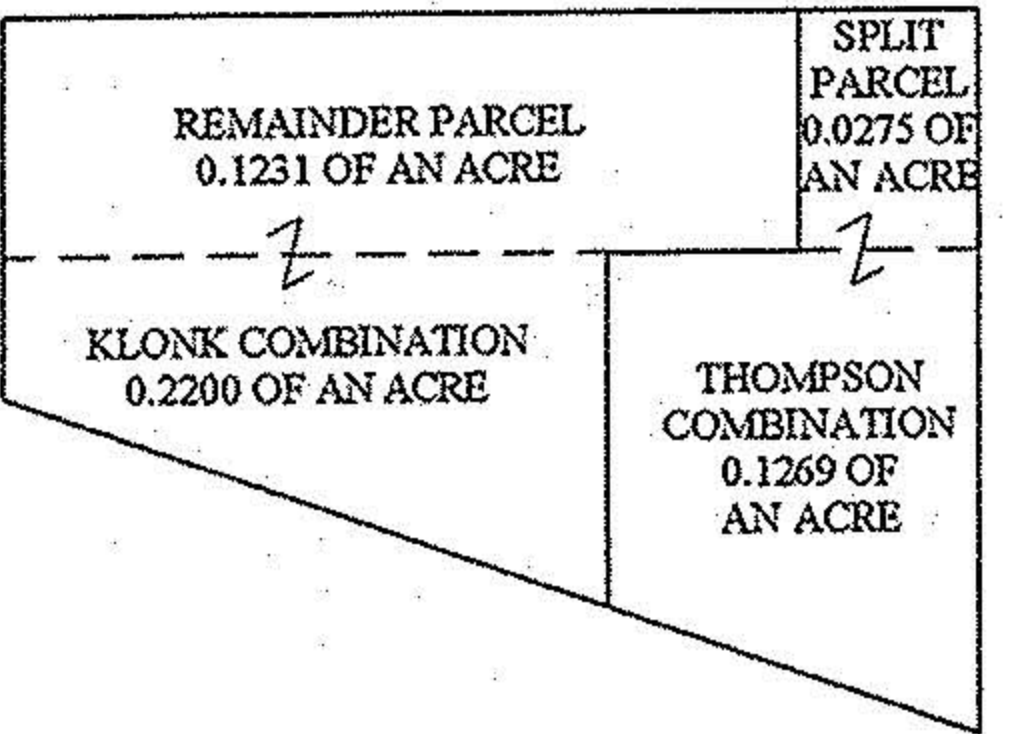 REMAINDER PARCEL
0.1231 OF AN ACRE
SPLIT
PARCEL
0.0275 OF
AN ACRE
KLONK COMBINATION
0.2200 OF AN ACRE
THOMPSON
COMBINATION
0.1269 OF
AN ACRE